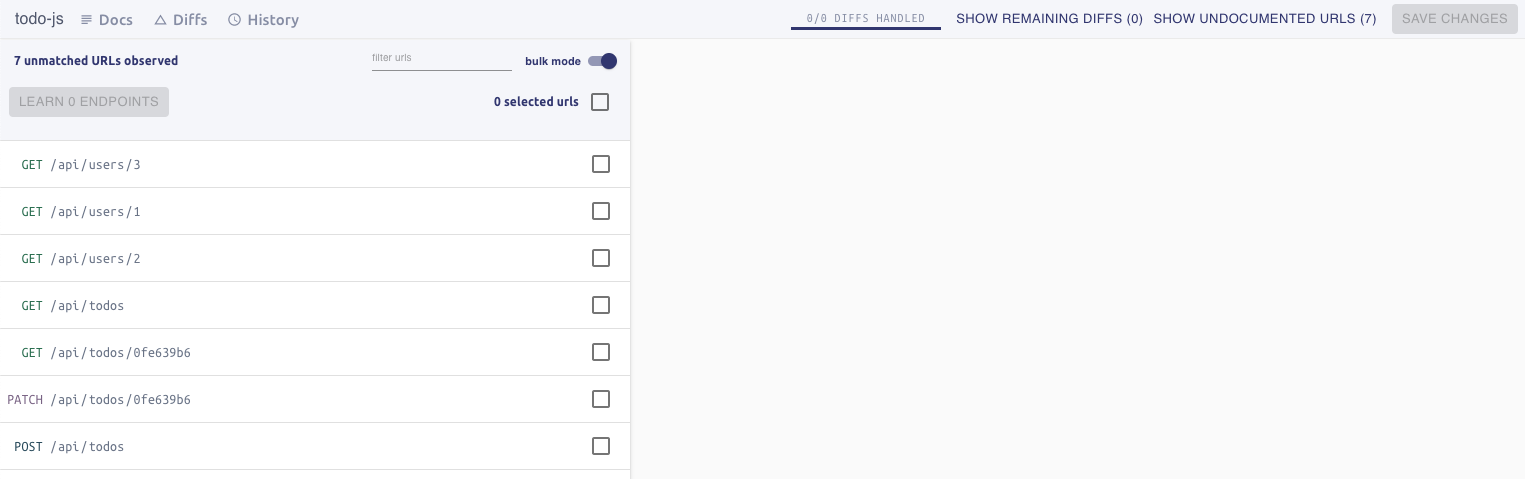 todo-js Docs Diffs History 0/0 DIFFS HANDLED SHOW REMAINING DIFFS (0) SHOW UNDOCUMENTED URLS (7) SAVE CHANGES
7 unmatched URLs observed filter urls bulk mode
LEARN 0 ENDPOINTS 0 selected urls
GET /api/users/3
GET /api/users/1
GET /api/users/2
GET /api/todos
GET /api/todos/0fe639b6
PATCH /api/todos/0fe639b6
POST /api/todos